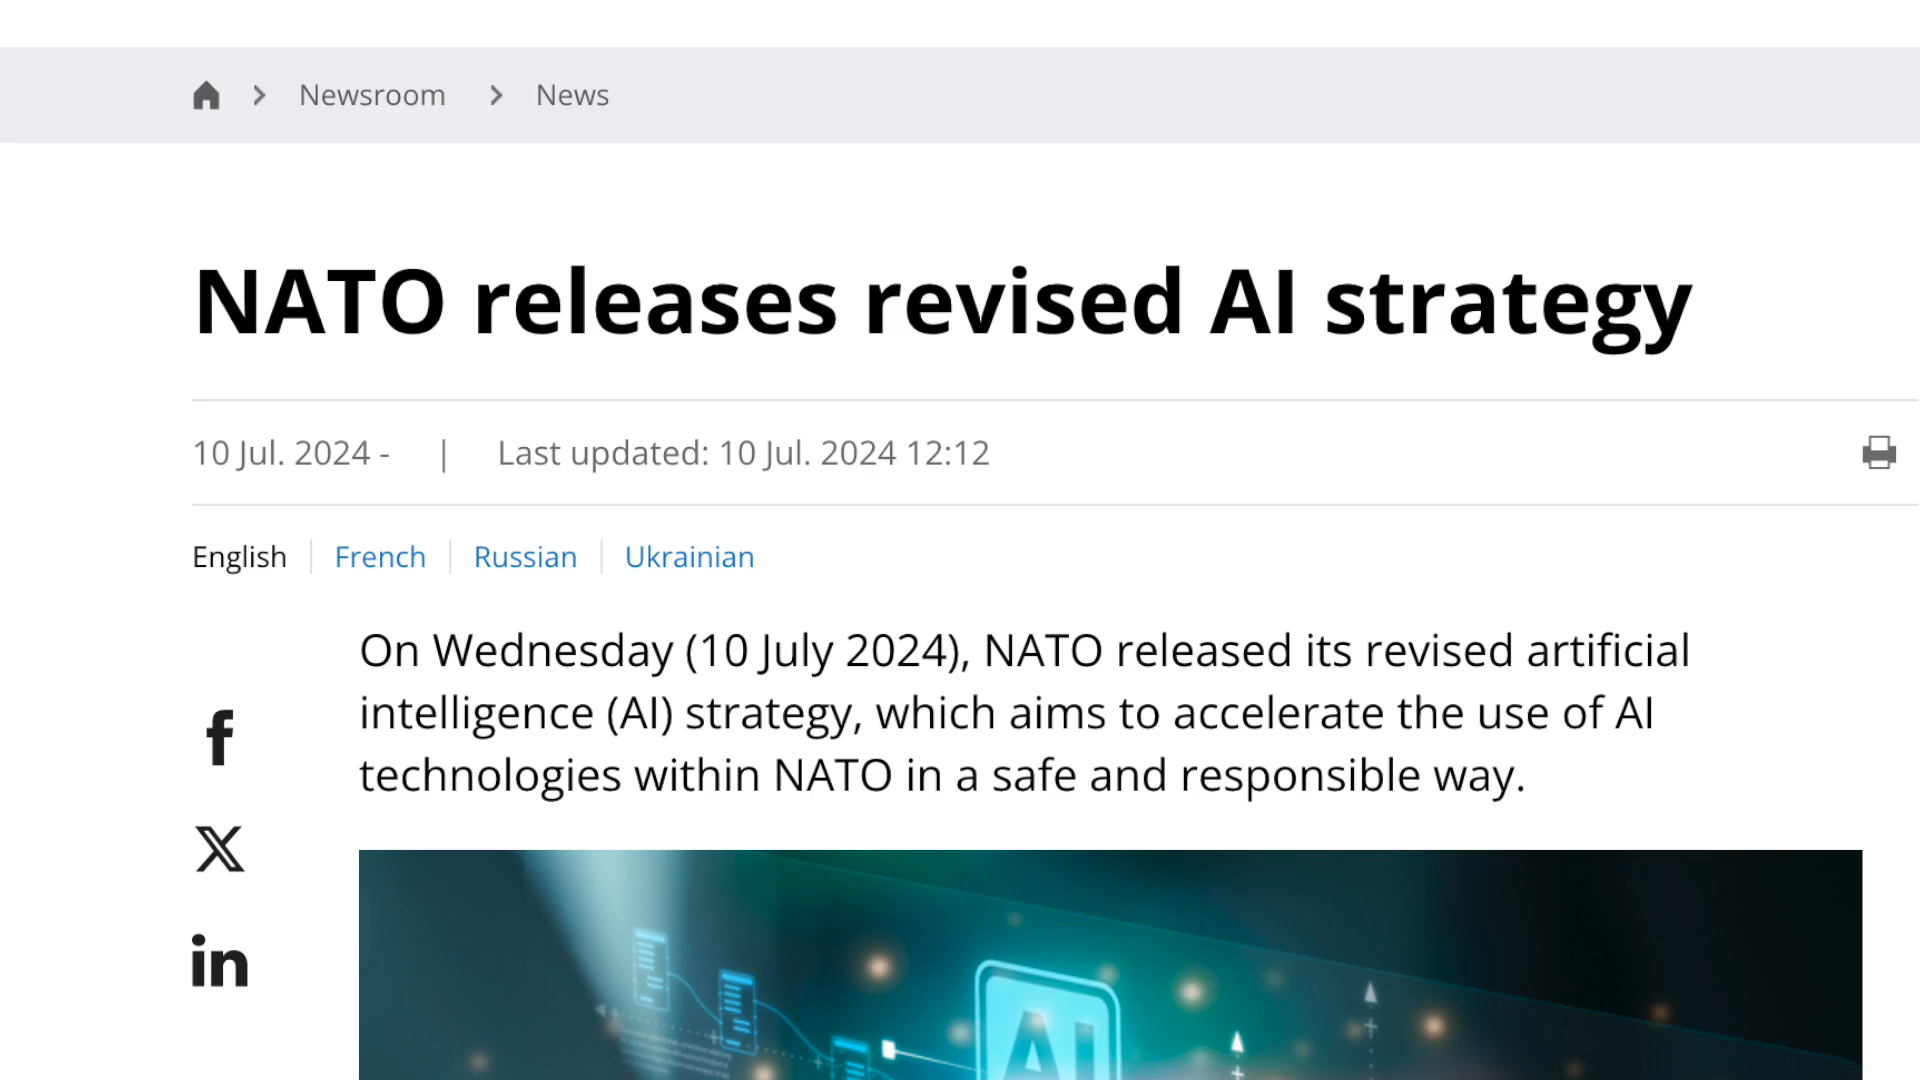 Newsroom > News
NATO releases revised AI strategy
10 Jul. 2024 - | Last updated: 10 Jul. 2024 12:12
English | French | Russian | Ukrainian
On Wednesday (10 July 2024), NATO released its revised artificial
intelligence (AI) strategy, which aims to accelerate the use of AI
technologies within NATO in a safe and responsible way.
f
X
in
AI